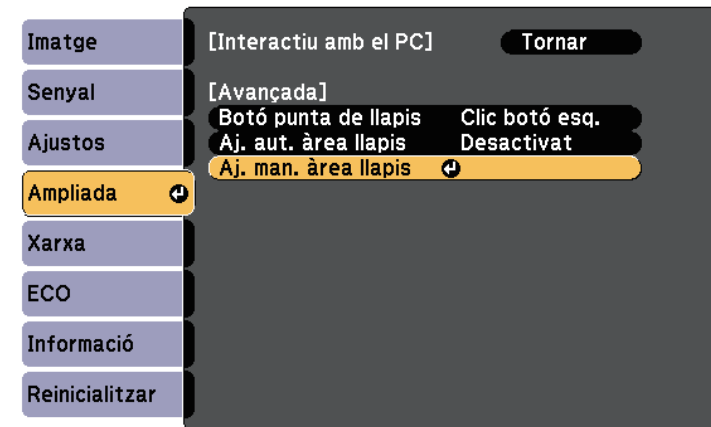 Imatge
Senyal
Ajustos
Ampliada
Xarxa
ECO
Informació
Reinicialitzar
[Interactiu amb el PC] Tornar
[Avançada]
Botó punta de llapis Clic botó esq.
Aj. aut. àrea llapis Desactivat
Aj. man. àrea llapis